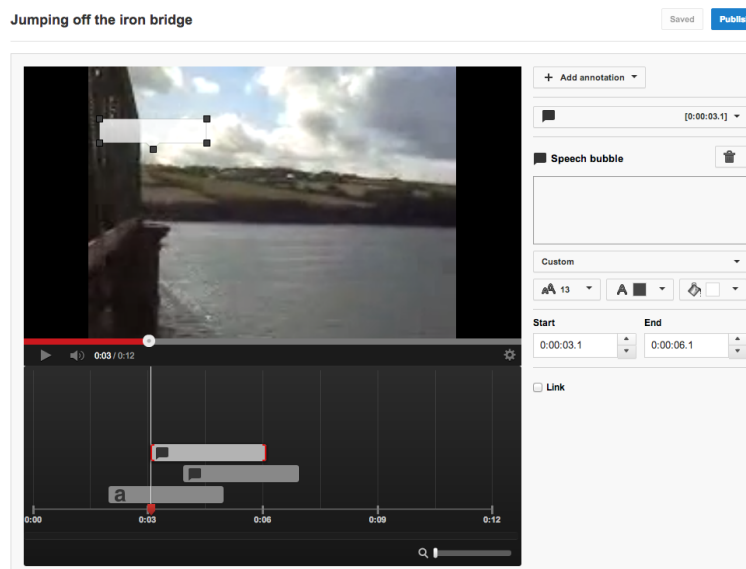 Jumping off the iron bridge
Saved
Publish
+ Add annotation
[0:00:03.1]
Speech bubble
Custom
AA 13
A
Start
End
0:00:03.1
0:00:06.1
Link
0:03 / 0:12
a
0:00
0:03
0:06
0:09
0:12